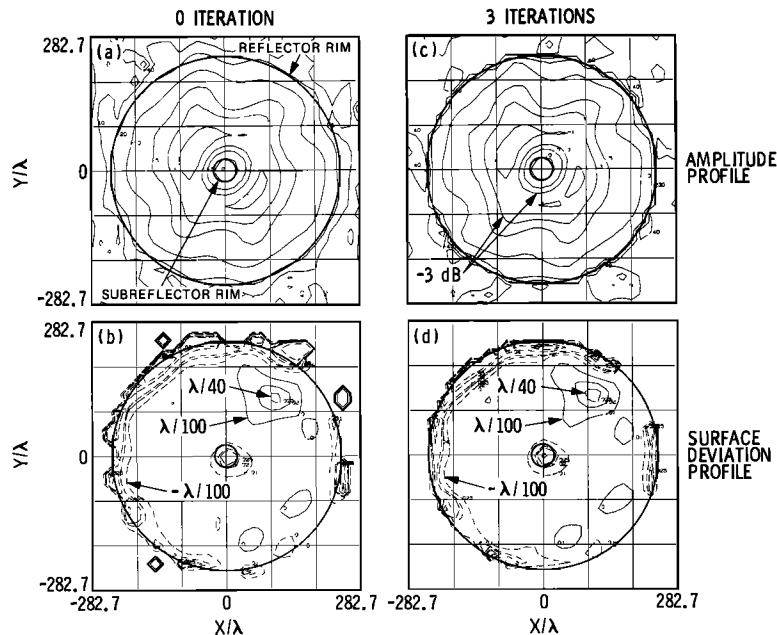 0 ITERATION
3 ITERATIONS
282.7
(a)
REFLECTOR RIM
(c)
Y/λ
0
AMPLITUDE
PROFILE
-3 dB
SUBREFLECTOR RIM
-282.7
282.7
(b)
(d)
λ/40
λ/40
λ/100
λ/100
Y/λ
0
SURFACE
DEVIATION
PROFILE
-λ/100
-λ/100
-282.7
-282.7
0
282.7
-282.7
0
282.7
X/λ
X/λ